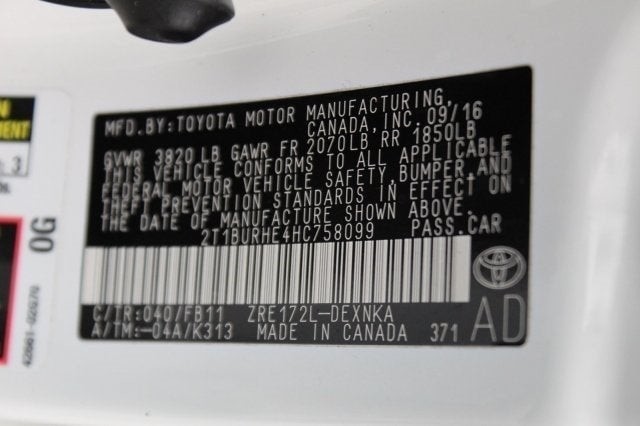 MFD.BY:TOYOTA MOTOR MANUFACTURING,
CANADA,INC.09/16
GVWR 3820 LB GAWR FR 2070LB RR 1850LB
THIS VEHICLE CONFORMS TO ALL APPLICABLE
FEDERAL MOTOR VEHICLE SAFETY,BUMPER,AND
THEFT PREVENTION STANDARDS IN EFFECT ON
THE DATE OF MANUFACTURE SHOWN ABOVE.
2T1BURHE4HC758099 PASS.CAR
C/TR:040/FB11 ZRE172L-DEXNKA
A/TM:-04A/K313 MADE IN CANADA 371
AD
: 3
0G